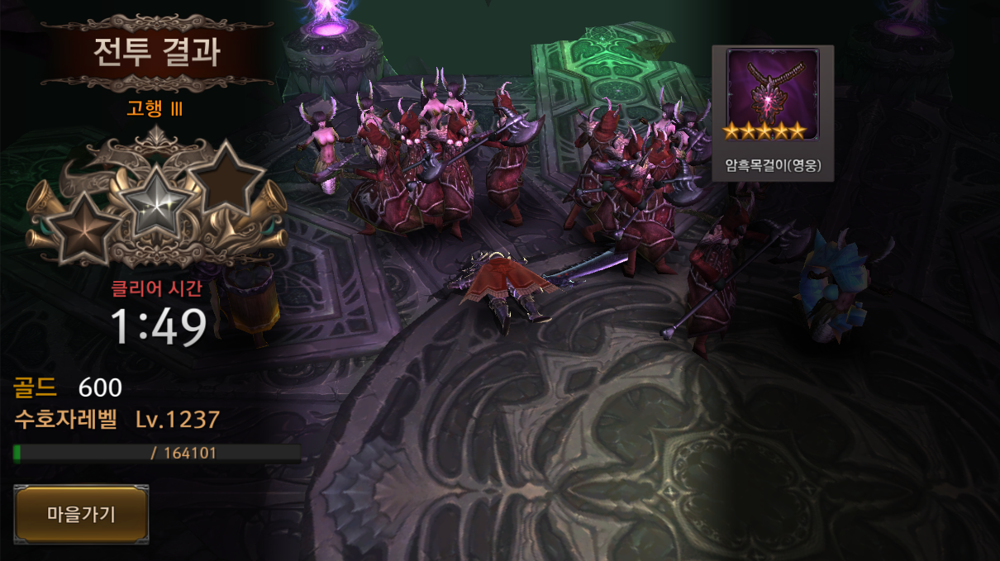 전투 결과
고행 III
클리어 시간
1:49
골드 600
수호자레벨 Lv.1237
/ 164101
마을가기
암흑목걸이(영웅)